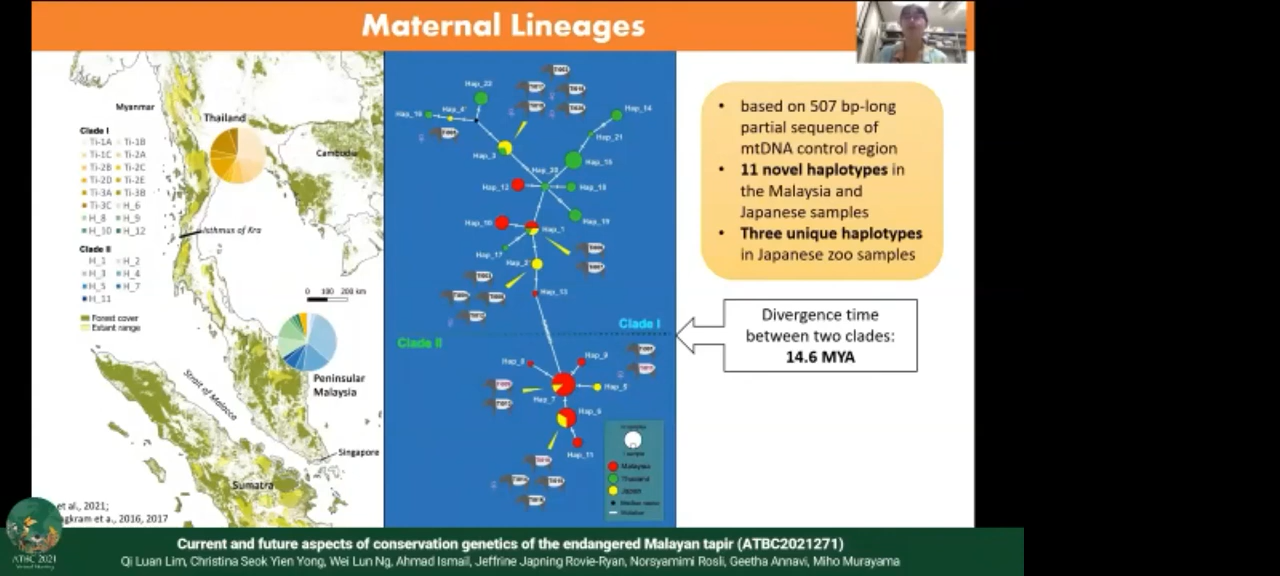 Maternal Lineages
Myanmar
Thailand
Cambodia
Clade I
Ti-1A Ti-1B
Ti-1C Ti-2A
Ti-2B Ti-2C
Ti-2D Ti-2E
Ti-3A Ti-3B
Ti-3C H_6
H_8 H_9
H_10 H_12
Isthmus of Kra
Clade II
H_1 H_2
H_3 H_4
H_5 H_7
H_11
0 100 200 km
Forest cover
Extant range
Peninsular
Malaysia
Strait of Malacca
Singapore
Sumatra
et al., 2021;
2016, 2017
Hap_22
Hap_14
Hap_21
Hap_3
Hap_15
Hap_20
Hap_12
Hap_18
Hap_19
Hap_10
Hap_1
Hap_17
Hap_2
Hap_13
Clade I
Clade II
Hap_8
Hap_9
Hap_5
Hap_7
Hap_6
Hap_11
1 sample
Malaysia
Thailand
Japan
• based on 507 bp-long
partial sequence of
mtDNA control region
• 11 novel haplotypes in
the Malaysia and
Japanese samples
• Three unique haplotypes
in Japanese zoo samples
Divergence time
between two clades:
14.6 MYA
ATBC 2021
Current and future aspects of conservation genetics of the endangered Malayan tapir (ATBC2021271)
Qi Luan Lim, Christina Seok Yien Yong, Wei Lun Ng, Ahmad Ismail, Jeffrine Japning Rovie-Ryan, Norsyamimi Rosli, Geetha Annavi, Miho Murayama